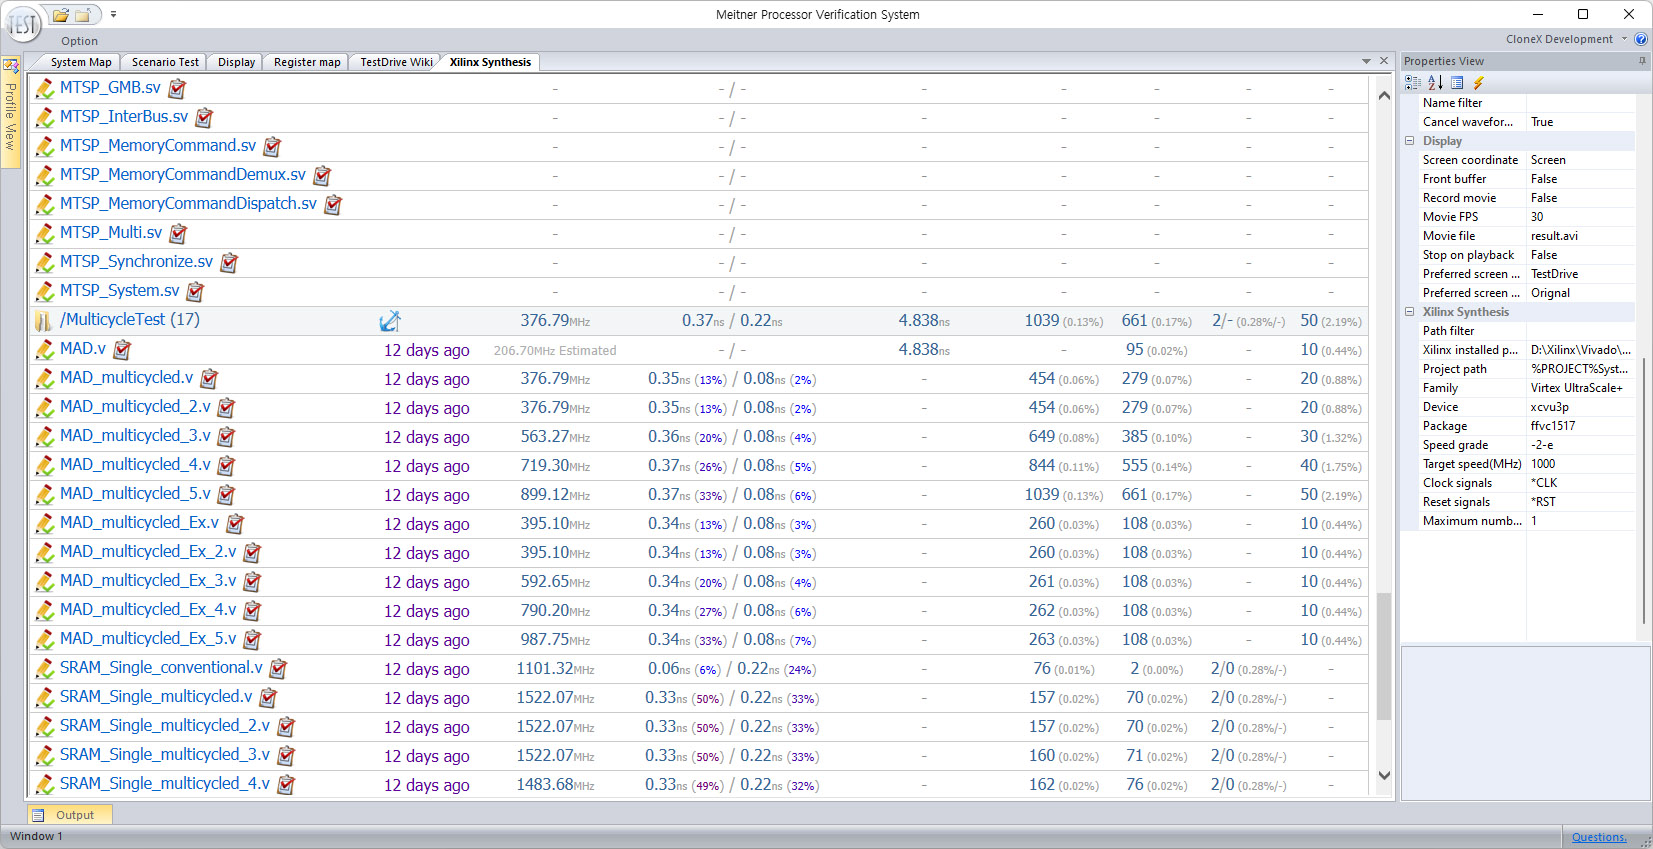 Meitner Processor Verification System
TEST
Option
CloneX Development
System Map Scenario Test Display Register map TestDrive Wiki Xilinx Synthesis
Profile View
MTSP_GMB.sv - - / - - - - - -
MTSP_InterBus.sv - - / - - - - - -
MTSP_MemoryCommand.sv - - / - - - - - -
MTSP_MemoryCommandDemux.sv - - / - - - - - -
MTSP_MemoryCommandDispatch.sv - - / - - - - - -
MTSP_Multi.sv - - / - - - - - -
MTSP_Synchronize.sv - - / - - - - - -
MTSP_System.sv - - / - - - - - -
/MulticycleTest (17) 376.79MHz 0.37ns / 0.22ns 4.838ns 1039 (0.13%) 661 (0.17%) 2/- (0.28%/-) 50 (2.19%)
MAD.v 12 days ago 206.70MHz Estimated - / - 4.838ns - 95 (0.02%) - 10 (0.44%)
MAD_multicycled.v 12 days ago 376.79MHz 0.35ns (13%) / 0.08ns (2%) - 454 (0.06%) 279 (0.07%) - 20 (0.88%)
MAD_multicycled_2.v 12 days ago 376.79MHz 0.35ns (13%) / 0.08ns (2%) - 454 (0.06%) 279 (0.07%) - 20 (0.88%)
MAD_multicycled_3.v 12 days ago 563.27MHz 0.36ns (20%) / 0.08ns (4%) - 649 (0.08%) 385 (0.10%) - 30 (1.32%)
MAD_multicycled_4.v 12 days ago 719.30MHz 0.37ns (26%) / 0.08ns (5%) - 844 (0.11%) 555 (0.14%) - 40 (1.75%)
MAD_multicycled_5.v 12 days ago 899.12MHz 0.37ns (33%) / 0.08ns (6%) - 1039 (0.13%) 661 (0.17%) - 50 (2.19%)
MAD_multicycled_Ex.v 12 days ago 395.10MHz 0.34ns (13%) / 0.08ns (3%) - 260 (0.03%) 108 (0.03%) - 10 (0.44%)
MAD_multicycled_Ex_2.v 12 days ago 395.10MHz 0.34ns (13%) / 0.08ns (3%) - 260 (0.03%) 108 (0.03%) - 10 (0.44%)
MAD_multicycled_Ex_3.v 12 days ago 592.65MHz 0.34ns (20%) / 0.08ns (4%) - 261 (0.03%) 108 (0.03%) - 10 (0.44%)
MAD_multicycled_Ex_4.v 12 days ago 790.20MHz 0.34ns (27%) / 0.08ns (6%) - 262 (0.03%) 108 (0.03%) - 10 (0.44%)
MAD_multicycled_Ex_5.v 12 days ago 987.75MHz 0.34ns (33%) / 0.08ns (7%) - 263 (0.03%) 108 (0.03%) - 10 (0.44%)
SRAM_Single_conventional.v 12 days ago 1101.32MHz 0.06ns (6%) / 0.22ns (24%) - 76 (0.01%) 2 (0.00%) 2/0 (0.28%/-) -
SRAM_Single_multicycled.v 12 days ago 1522.07MHz 0.33ns (50%) / 0.22ns (33%) - 157 (0.02%) 70 (0.02%) 2/0 (0.28%/-) -
SRAM_Single_multicycled_2.v 12 days ago 1522.07MHz 0.33ns (50%) / 0.22ns (33%) - 157 (0.02%) 70 (0.02%) 2/0 (0.28%/-) -
SRAM_Single_multicycled_3.v 12 days ago 1522.07MHz 0.33ns (50%) / 0.22ns (33%) - 160 (0.02%) 71 (0.02%) 2/0 (0.28%/-) -
SRAM_Single_multicycled_4.v 12 days ago 1483.68MHz 0.33ns (49%) / 0.22ns (32%) - 162 (0.02%) 76 (0.02%) 2/0 (0.28%/-) -
Properties View
Name filter
Cancel wavefor... True
Display
Screen coordinate Screen
Front buffer False
Record movie False
Movie FPS 30
Movie file result.avi
Stop on playback False
Preferred screen ... TestDrive
Preferred screen ... Orignal
Xilinx Synthesis
Path filter
Xilinx installed p... D:\Xilinx\Vivado\...
Project path %PROJECT%Syst...
Family Virtex UltraScale+
Device xcvu3p
Package ffvc1517
Speed grade -2-e
Target speed(MHz) 1000
Clock signals *CLK
Reset signals *RST
Maximum numb... 1
Output
Window 1
Questions.